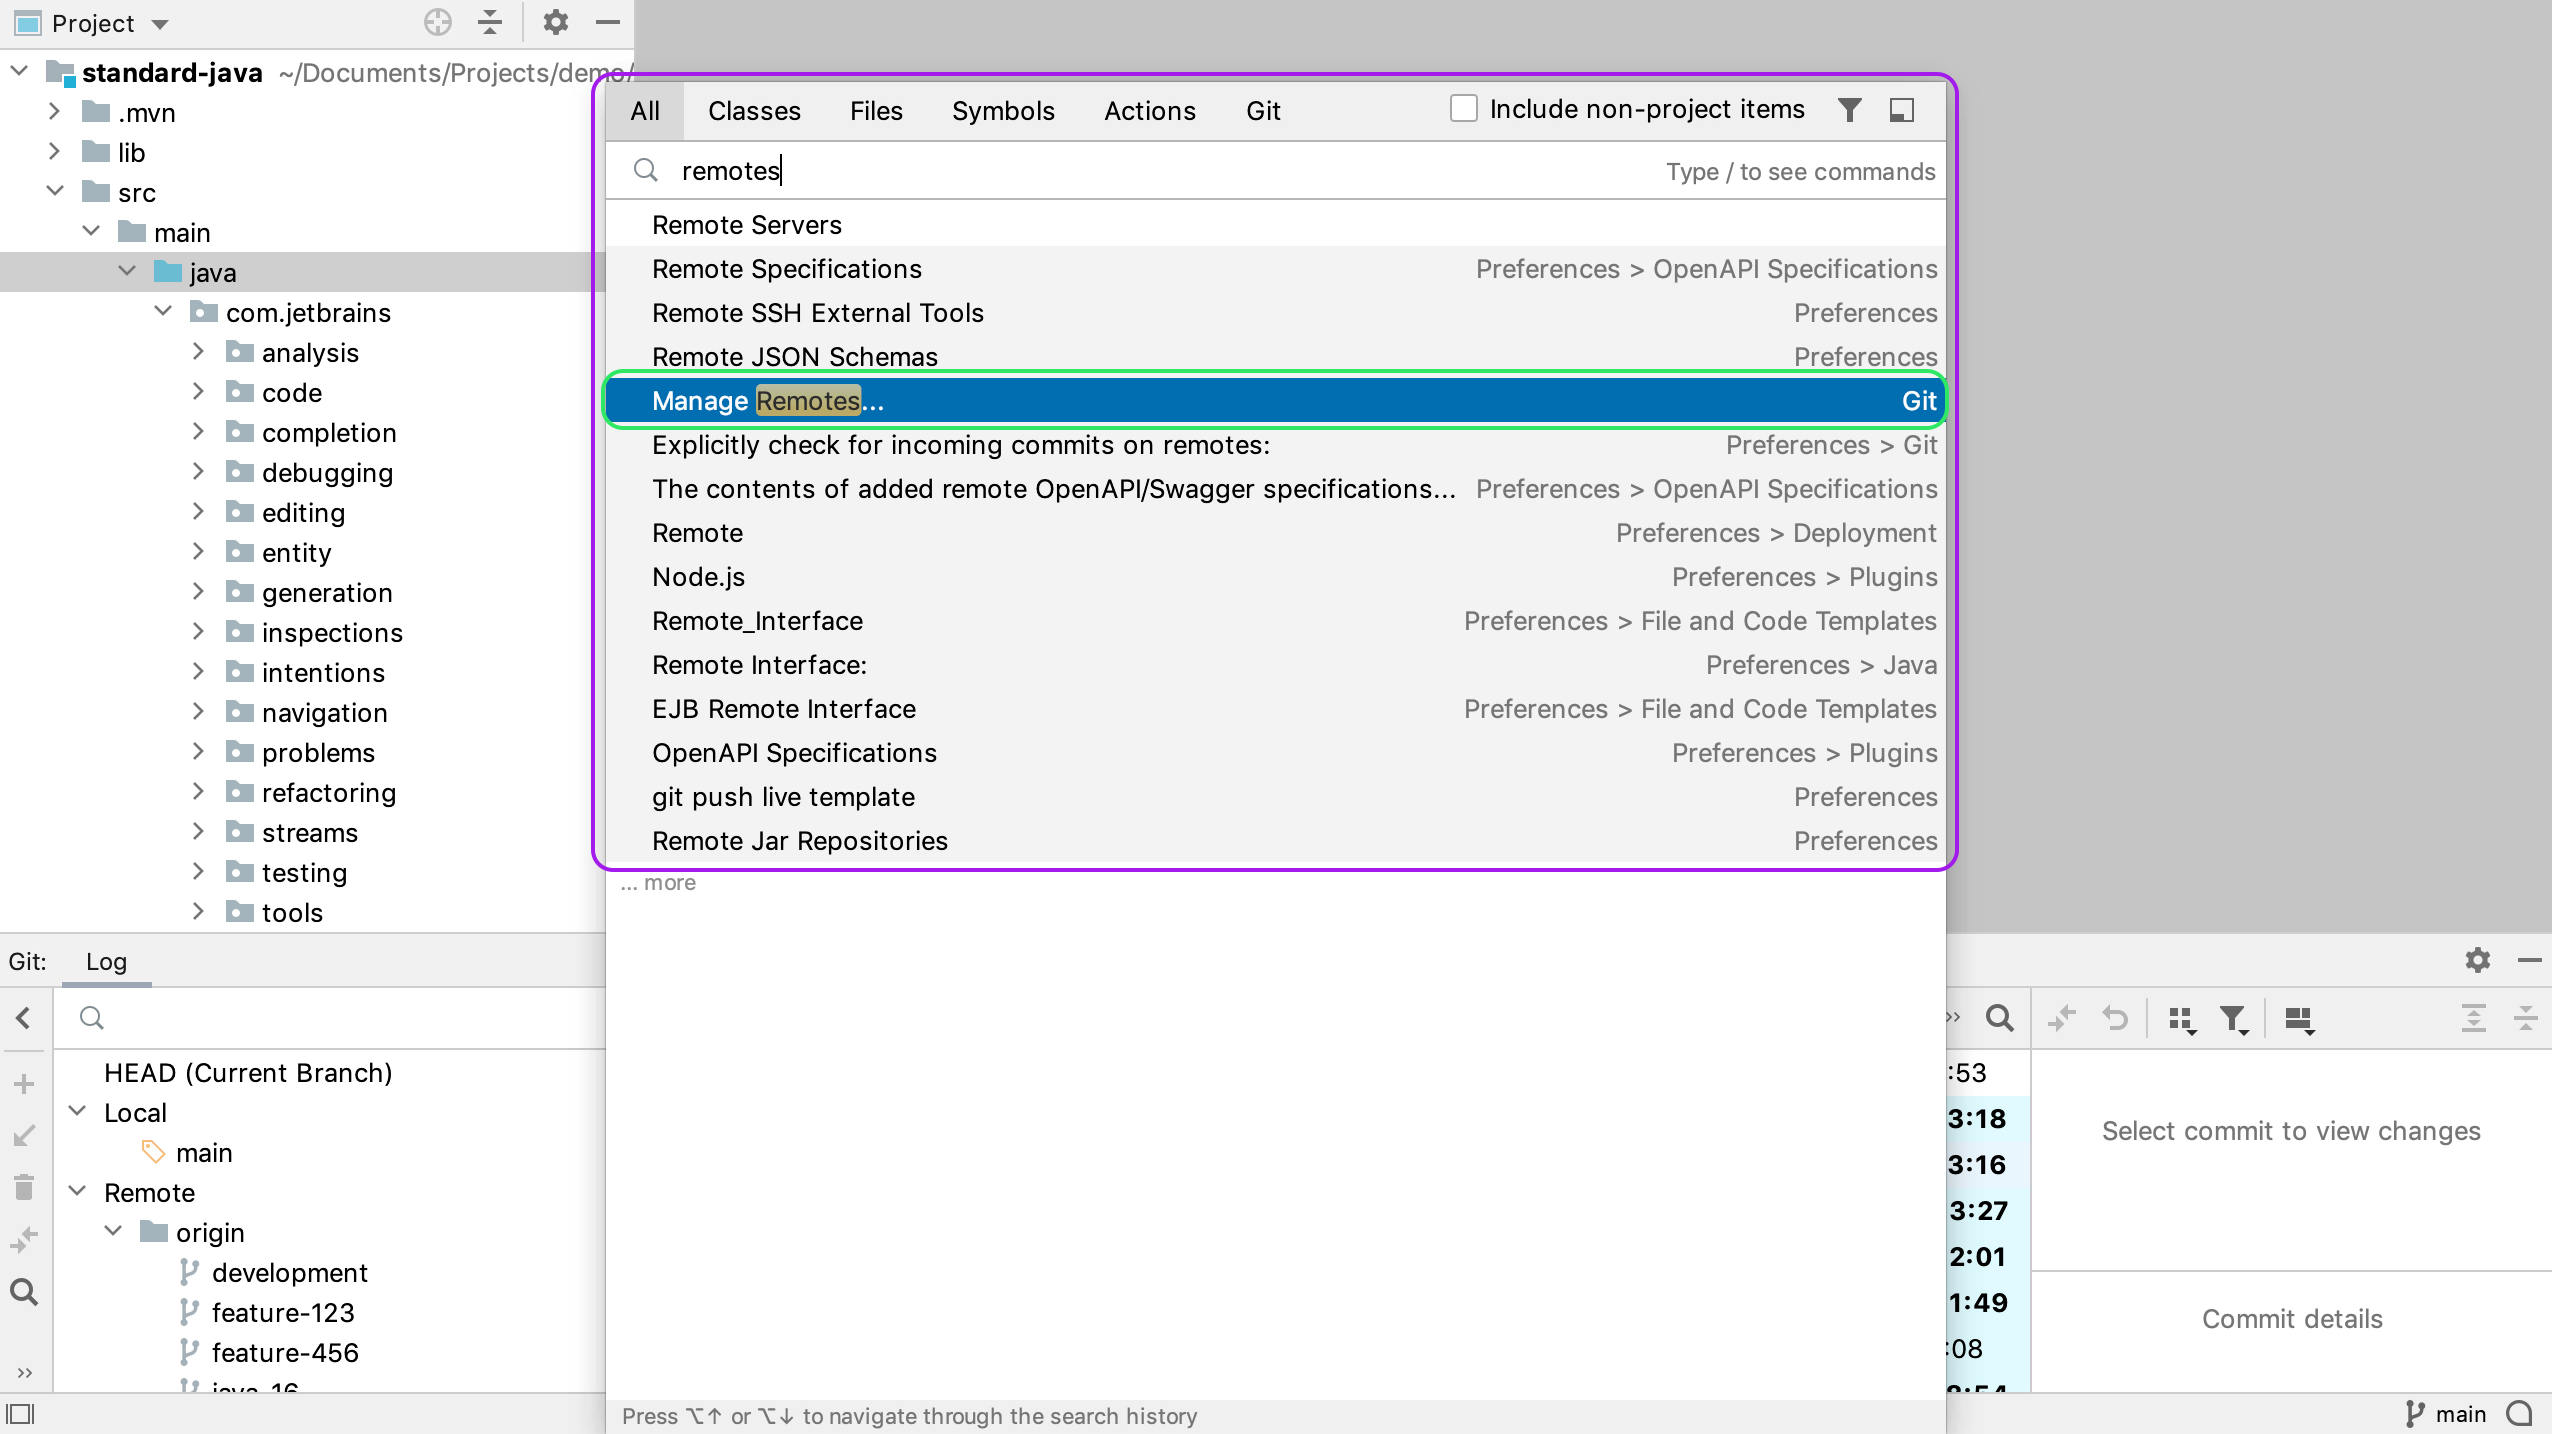 Project
standard-java ~/Documents/Projects/demo/
.mvn
lib
src
main
java
com.jetbrains
analysis
code
completion
debugging
editing
entity
generation
inspections
intentions
navigation
problems
refactoring
streams
testing
tools
All Classes Files Symbols Actions Git Include non-project items
remotes Type / to see commands
Remote Servers
Remote Specifications Preferences > OpenAPI Specifications
Remote SSH External Tools Preferences
Remote JSON Schemas Preferences
Manage Remotes... Git
Explicitly check for incoming commits on remotes: Preferences > Git
The contents of added remote OpenAPI/Swagger specifications... Preferences > OpenAPI Specifications
Remote Preferences > Deployment
Node.js Preferences > Plugins
Remote_Interface Preferences > File and Code Templates
Remote Interface: Preferences > Java
EJB Remote Interface Preferences > File and Code Templates
OpenAPI Specifications Preferences > Plugins
git push live template Preferences
Remote Jar Repositories Preferences
... more
Press ⌥↑ or ⌥↓ to navigate through the search history
Git: Log
HEAD (Current Branch)
Local
main
Remote
origin
development
feature-123
feature-456
java-16
:53
3:18
3:16
3:27
2:01
1:49
:08
Select commit to view changes
Commit details
main